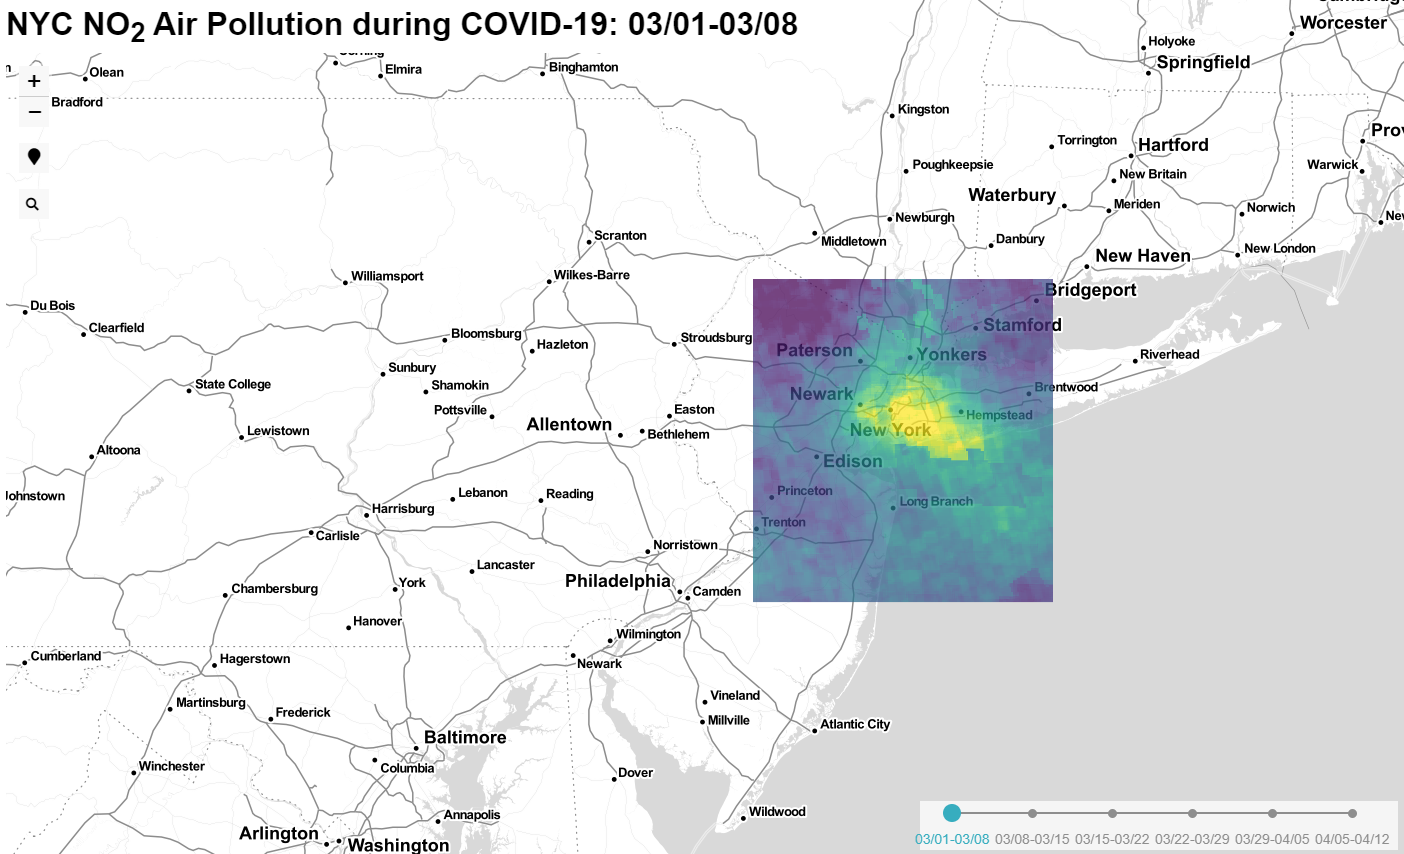 NYC NO2 Air Pollution during COVID-19: 03/01-03/08
Worcester
Holyoke
Springfield
Olean
Elmira
Binghamton
+
−
Bradford
Kingston
Torrington
Hartford
Poughkeepsie
Warwick
New Britain
Waterbury
Meriden
Norwich
Newburgh
Middletown
Danbury
New London
Scranton
New Haven
Williamsport
Wilkes-Barre
Bridgeport
Du Bois
Clearfield
Bloomsburg
Hazleton
Stroudsburg
Stamford
Paterson
Yonkers
Riverhead
Sunbury
State College
Shamokin
Newark
Brentwood
Pottsville
Easton
Hempstead
Allentown
Bethlehem
New York
Lewistown
Altoona
Edison
Johnstown
Lebanon
Reading
Princeton
Long Branch
Harrisburg
Trenton
Carlisle
Norristown
Lancaster
Philadelphia
Chambersburg
York
Camden
Hanover
Wilmington
Cumberland
Hagerstown
Newark
Martinsburg
Frederick
Vineland
Millville
Atlantic City
Baltimore
Winchester
Columbia
Dover
Annapolis
Wildwood
Arlington
Washington
03/01-03/08 03/08-03/15 03/15-03/22 03/22-03/29 03/29-04/05 04/05-04/12